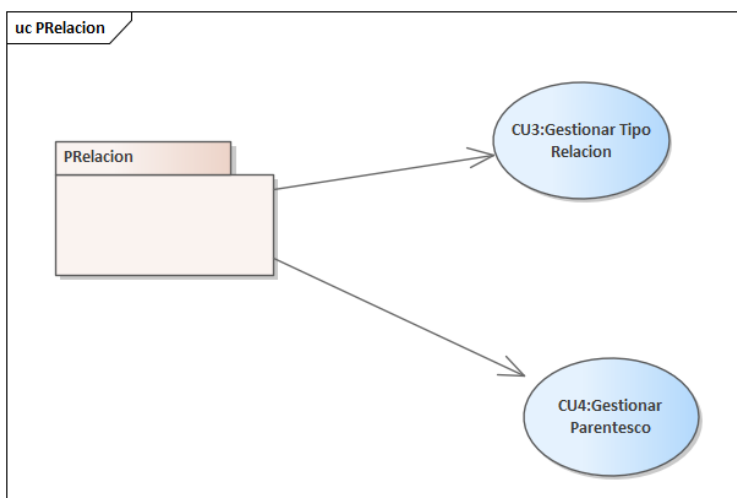 uc PRelacion
PRelacion
CU3:Gestionar Tipo
Relacion
CU4:Gestionar
Parentesco